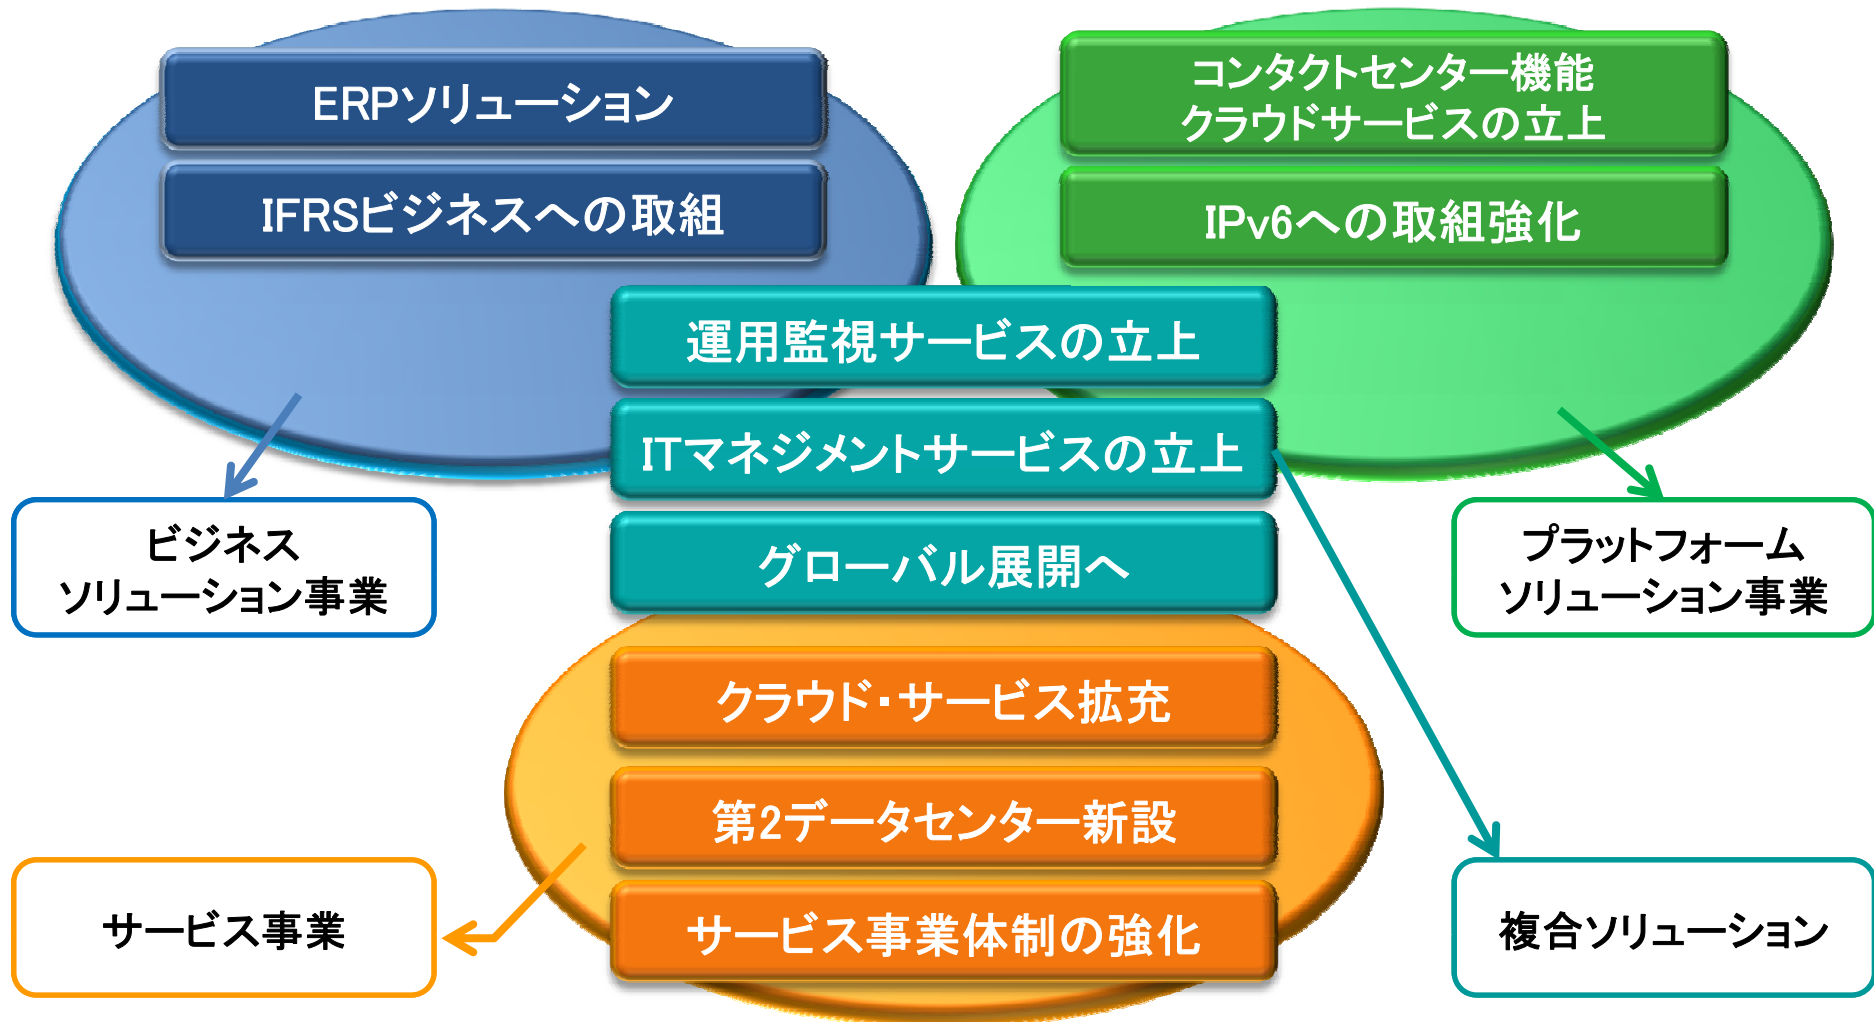 ERPソリューション
IFRSビジネスへの取組
コンタクトセンター機能
クラウドサービスの立上
IPv6への取組強化
運用監視サービスの立上
ITマネジメントサービスの立上
グローバル展開へ
ビジネス
ソリューション事業
プラットフォーム
ソリューション事業
クラウド・サービス拡充
第2データセンター新設
サービス事業体制の強化
サービス事業
複合ソリューション